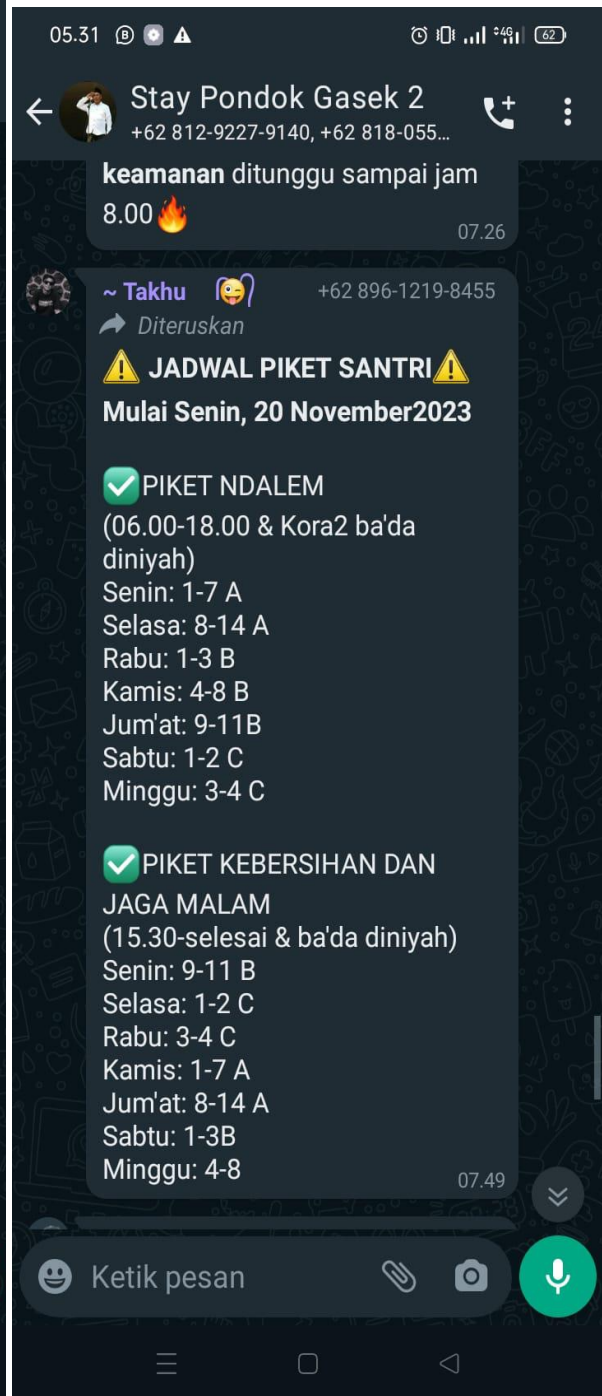 05.31
62
Stay Pondok Gasek 2
+62 812-9227-9140, +62 818-055...
keamanan ditunggu sampai jam
8.00🔥
07.26
~ Takhu 😜 +62 896-1219-8455
Diteruskan
⚠️ JADWAL PIKET SANTRI⚠️
Mulai Senin, 20 November2023
✅PIKET NDALEM
(06.00-18.00 & Kora2 ba'da
diniyah)
Senin: 1-7 A
Selasa: 8-14 A
Rabu: 1-3 B
Kamis: 4-8 B
Jum'at: 9-11B
Sabtu: 1-2 C
Minggu: 3-4 C
✅PIKET KEBERSIHAN DAN
JAGA MALAM
(15.30-selesai & ba'da diniyah)
Senin: 9-11 B
Selasa: 1-2 C
Rabu: 3-4 C
Kamis: 1-7 A
Jum'at: 8-14 A
Sabtu: 1-3B
Minggu: 4-8
07.49
Ketik pesan